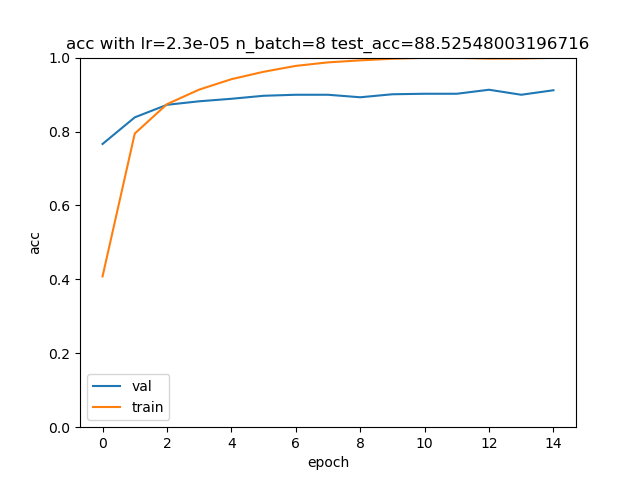 acc with lr=2.3e-05 n_batch=8 test_acc=88.52548003196716
1.0
0.8
0.6
0.4
0.2
0.0
acc
val
train
0 2 4 6 8 10 12 14
epoch